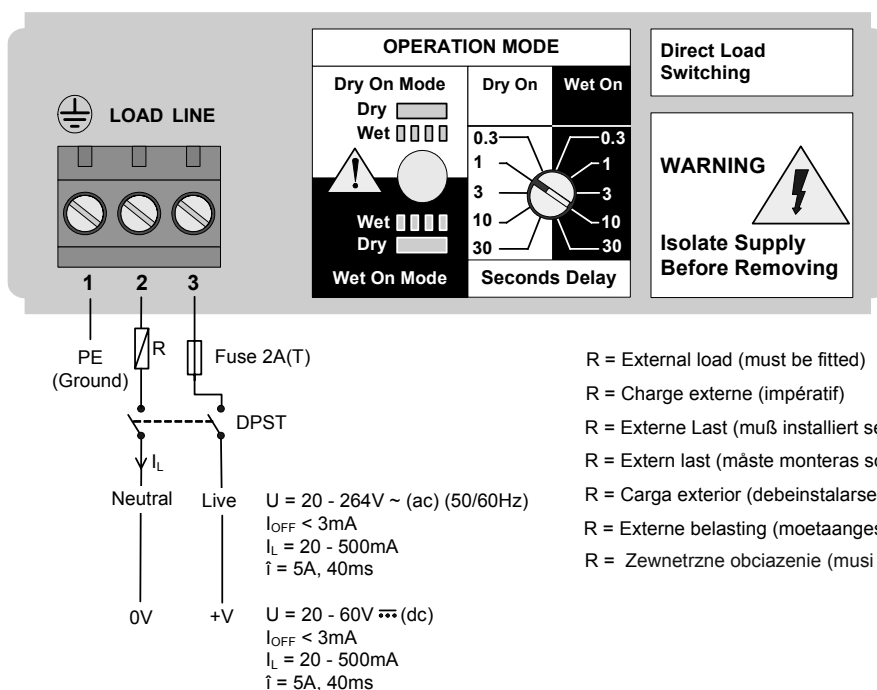 LOAD LINE
1 2 3
OPERATION MODE
Dry On Mode
Dry
Wet
!
Wet
Dry
Wet On Mode
Dry On Wet On
0.3 0.3
1 1
3 3
10 10
30 30
Seconds Delay
Direct Load
Switching
WARNING
Isolate Supply
Before Removing
PE
(Ground)
R
Fuse 2A(T)
DPST
IL
Neutral Live
0V +V
U = 20 - 264V ~ (ac) (50/60Hz)
IOFF < 3mA
IL = 20 - 500mA
î = 5A, 40ms
U = 20 - 60V ⎓ (dc)
IOFF < 3mA
IL = 20 - 500mA
î = 5A, 40ms
R = External load (must be fitted)
R = Charge externe (impératif)
R = Externe Last (muß installiert se
R = Extern last (måste monteras so
R = Carga exterior (debeinstalarse
R = Externe belasting (moetaanges
R = Zewnetrzne obciazenie (musi